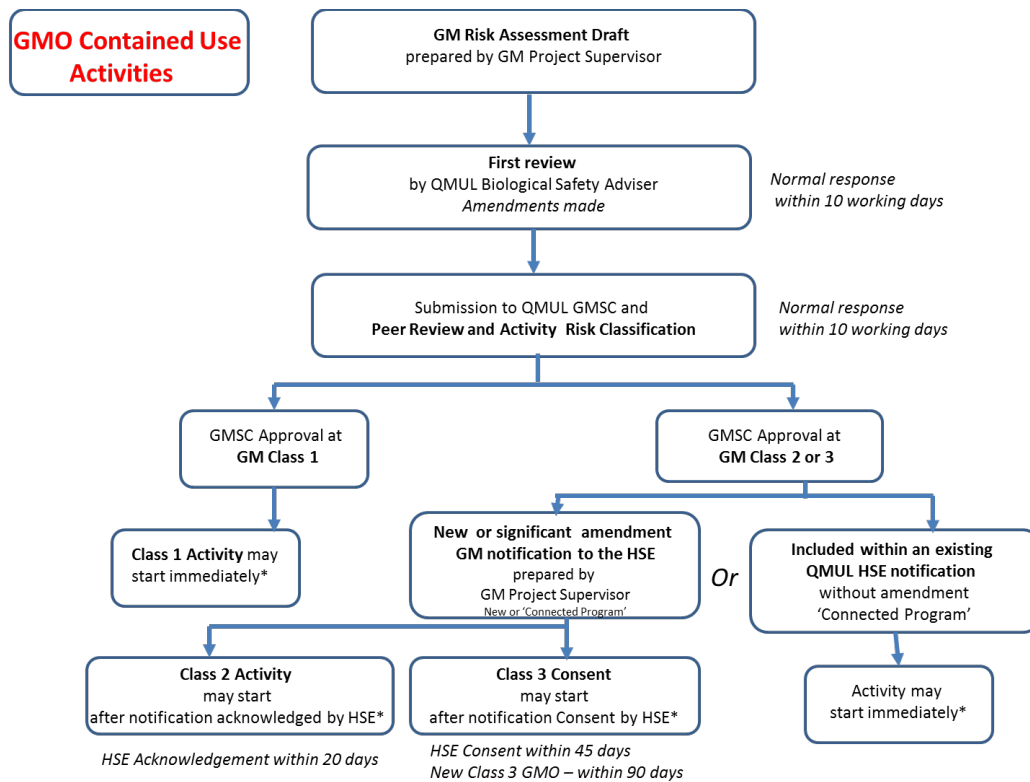 GMO Contained Use
Activities
GM Risk Assessment Draft
prepared by GM Project Supervisor
First review
by QMUL Biological Safety Adviser
Amendments made
Normal response
within 10 working days
Submission to QMUL GMSC and
Peer Review and Activity Risk Classification
Normal response
within 10 working days
GMSC Approval at
GM Class 1
GMSC Approval at
GM Class 2 or 3
Class 1 Activity may
start immediately*
New or significant amendment
GM notification to the HSE
prepared by
GM Project Supervisor
New or ‘Connected Program’
Or
Included within an existing
QMUL HSE notification
without amendment
‘Connected Program’
Class 2 Activity
may start
after notification acknowledged by HSE*
Class 3 Consent
may start
after notification Consent by HSE*
Activity may
start immediately*
HSE Acknowledgement within 20 days
HSE Consent within 45 days
New Class 3 GMO – within 90 days